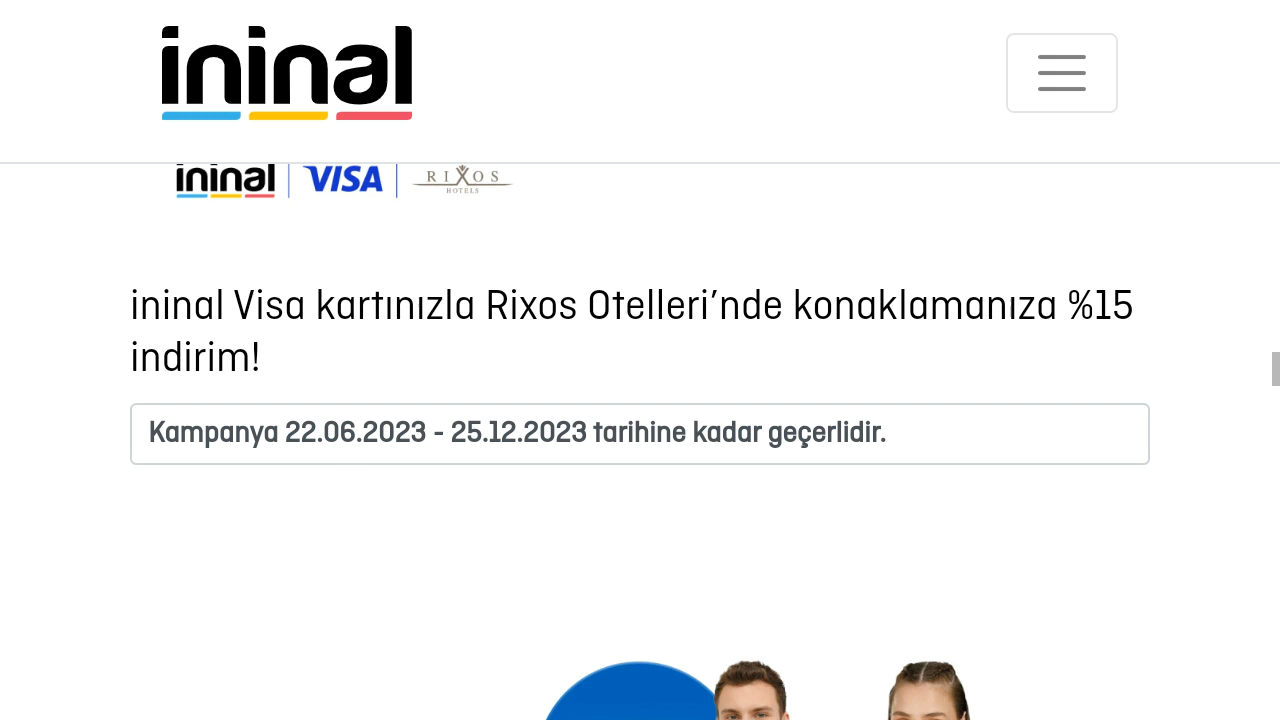 ininal
ininal VISA RIXOS
HOTELS
ininal Visa kartınızla Rixos Otelleri’nde konaklamanıza %15
indirim!
Kampanya 22.06.2023 - 25.12.2023 tarihine kadar geçerlidir.